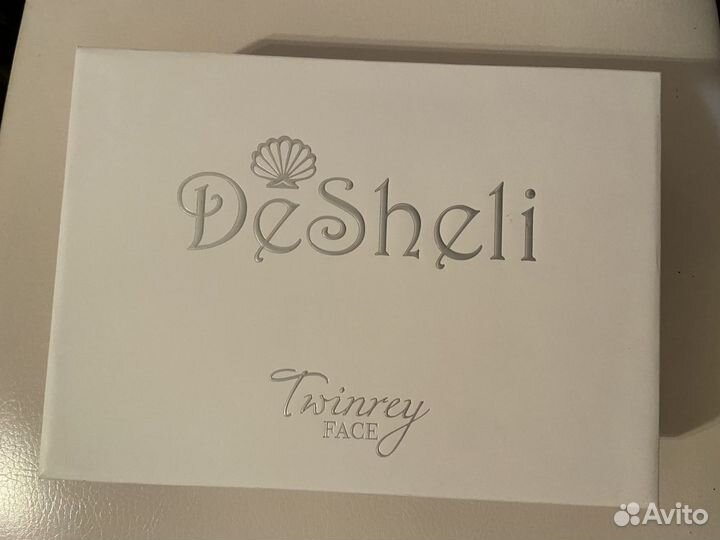 DeSheli
Twinrey
FACE
Avito